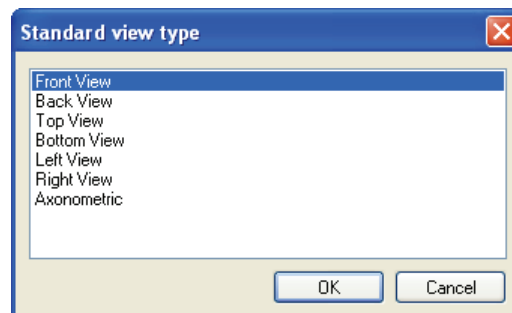 Standard view type
Front View
Back View
Top View
Bottom View
Left View
Right View
Axonometric
OK Cancel